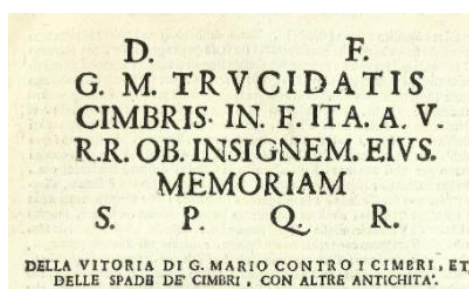 D. F.
G. M. TRVCIDATIS
CIMBRIS. IN. F. ITA. A. V.
R.R. OB. INSIGNEM. EIVS.
MEMORIAM
S. P. Q. R.
DELLA VITORIA DI G. MARIO CONTRO I CIMBRI, ET
DELLE SPADE DE' CIMBRI, CON ALTRE ANTICHITA'.